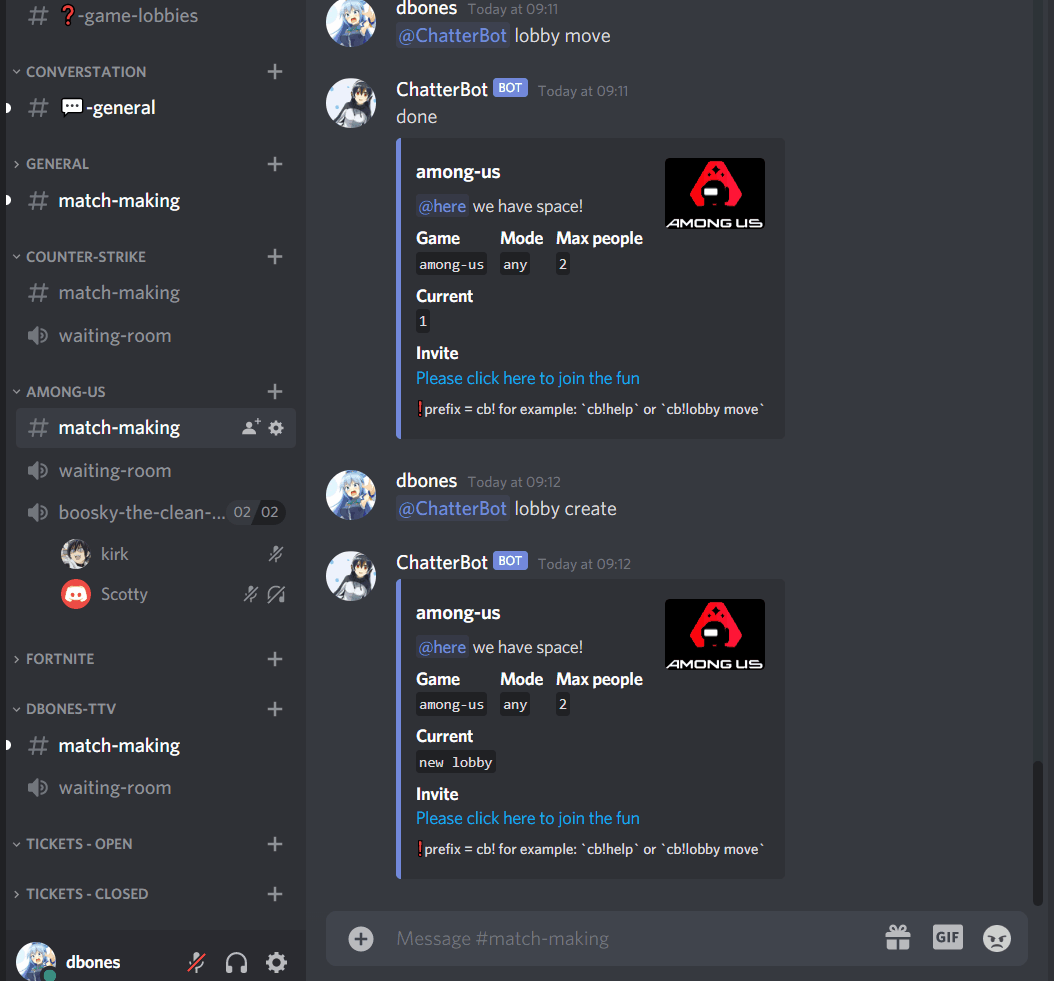 ❓-game-lobbies
CONVERSTATION
💬-general
GENERAL
match-making
COUNTER-STRIKE
match-making
waiting-room
AMONG-US
match-making
waiting-room
boosky-the-clean-...
02 02
kirk
Scotty
FORTNITE
DBONES-TTV
match-making
waiting-room
TICKETS - OPEN
TICKETS - CLOSED
dbones
dbones Today at 09:11
@ChatterBot lobby move
ChatterBot BOT Today at 09:11
done
among-us
AMONG US
@here we have space!
Game Mode Max people
among-us any 2
Current
1
Invite
Please click here to join the fun
❗prefix = cb! for example: `cb!help` or `cb!lobby move`
dbones Today at 09:12
@ChatterBot lobby create
ChatterBot BOT Today at 09:12
among-us
AMONG US
@here we have space!
Game Mode Max people
among-us any 2
Current
new lobby
Invite
Please click here to join the fun
❗prefix = cb! for example: `cb!help` or `cb!lobby move`
Message #match-making
GIF